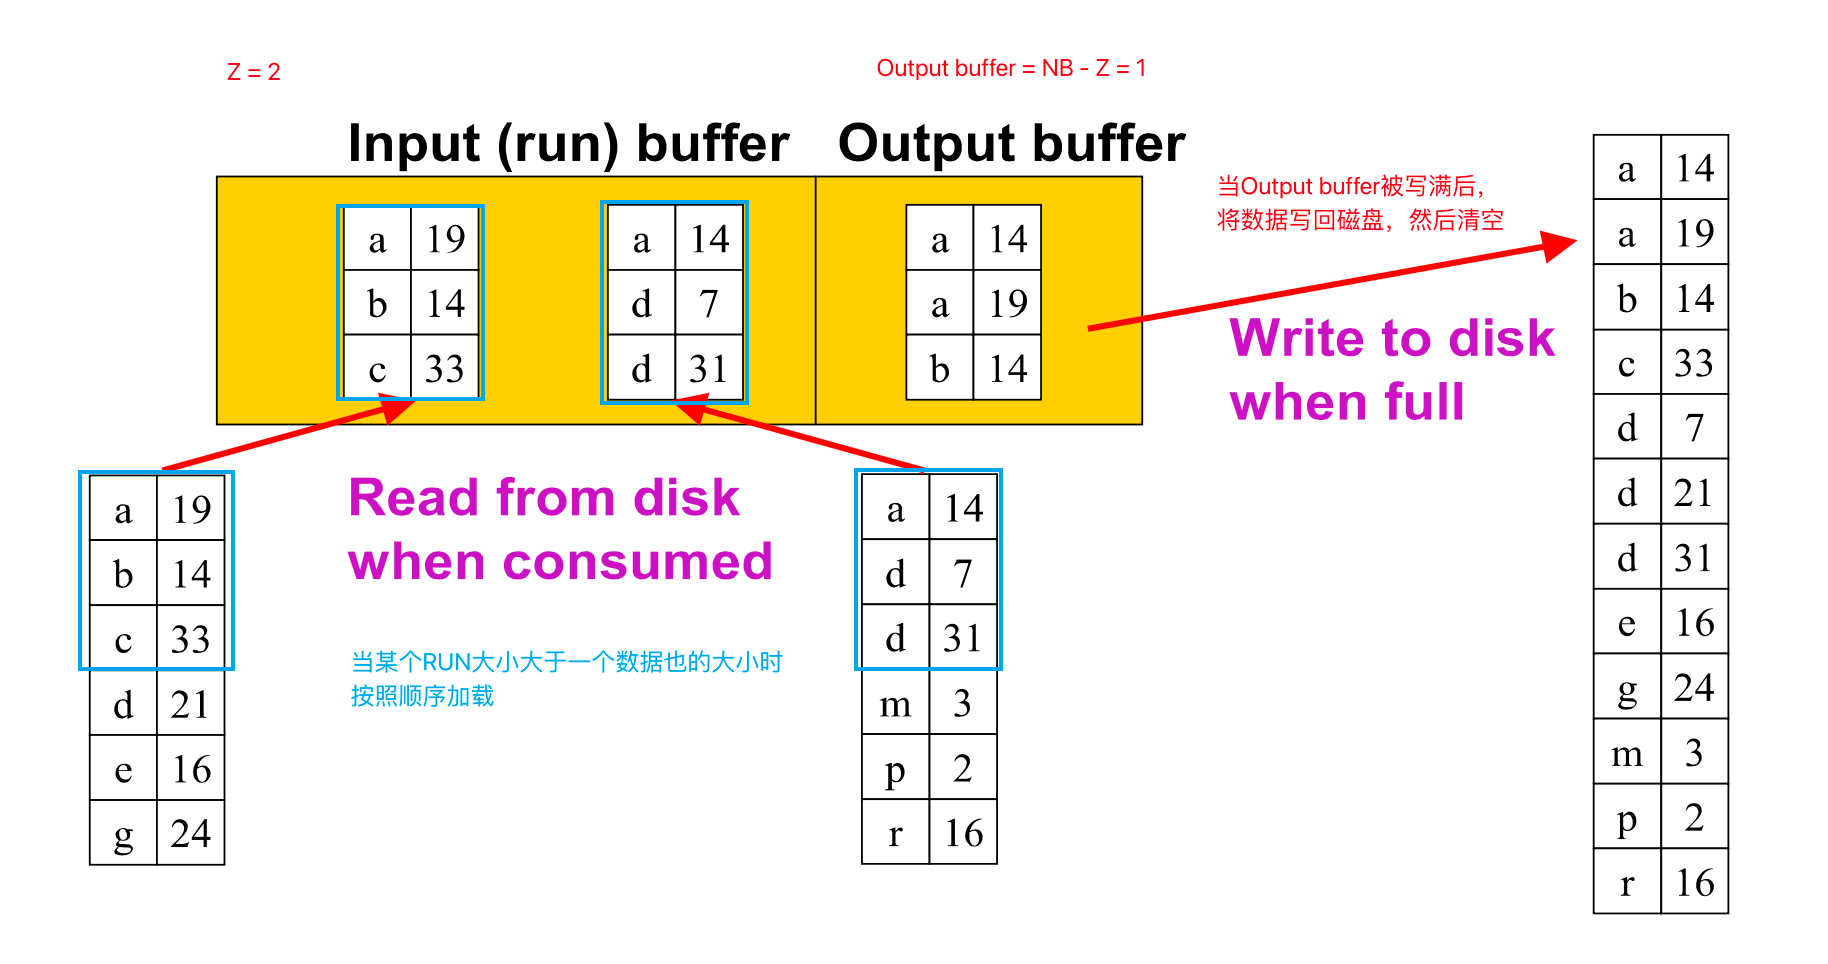 Z = 2
Output buffer = NB - Z = 1
Input (run) buffer
Output buffer
a 19
b 14
c 33
a 14
d 7
d 31
a 14
a 19
b 14
当Output buffer被写满后，
将数据写回磁盘，然后清空
Write to disk
when full
a 19
b 14
c 33
d 21
e 16
g 24
Read from disk
when consumed
当某个RUN大小大于一个数据也的大小时
按照顺序加载
a 14
d 7
d 31
m 3
p 2
r 16
a 14
a 19
b 14
c 33
d 7
d 21
d 31
e 16
g 24
m 3
p 2
r 16